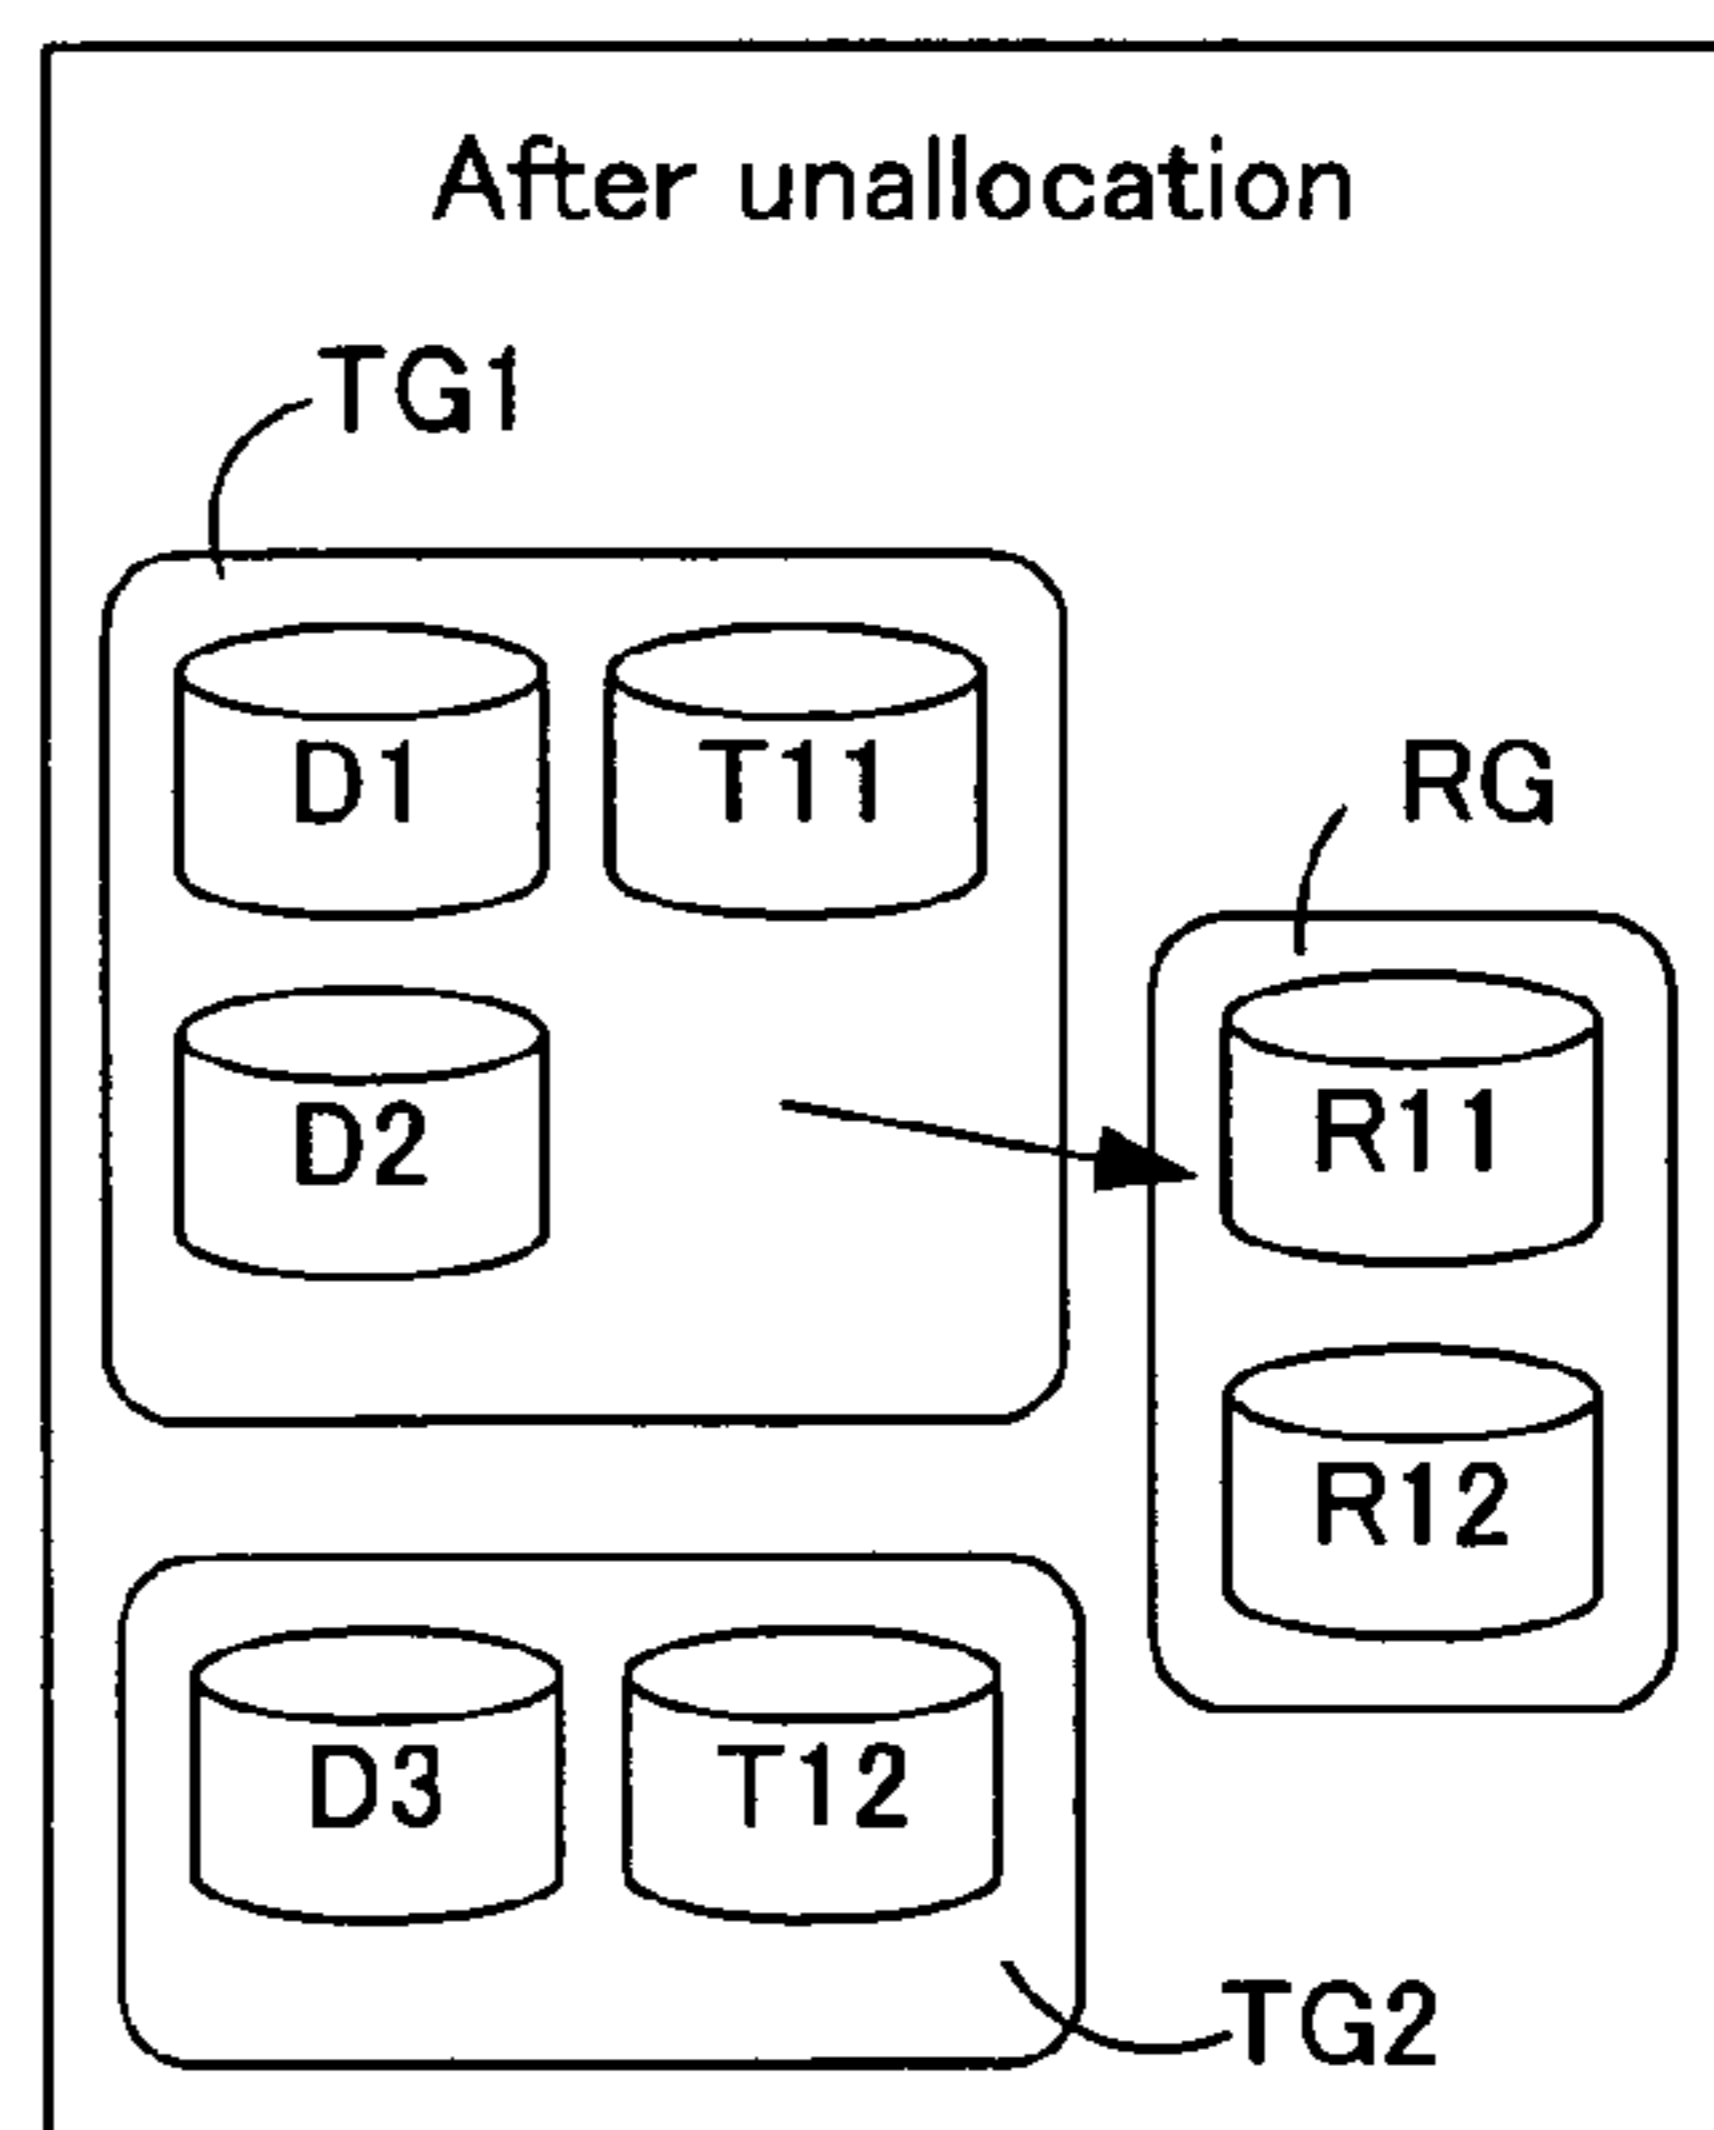 After unallocation
TG1
D1 T11
RG
D2
R11
R12
D3 T12
TG2